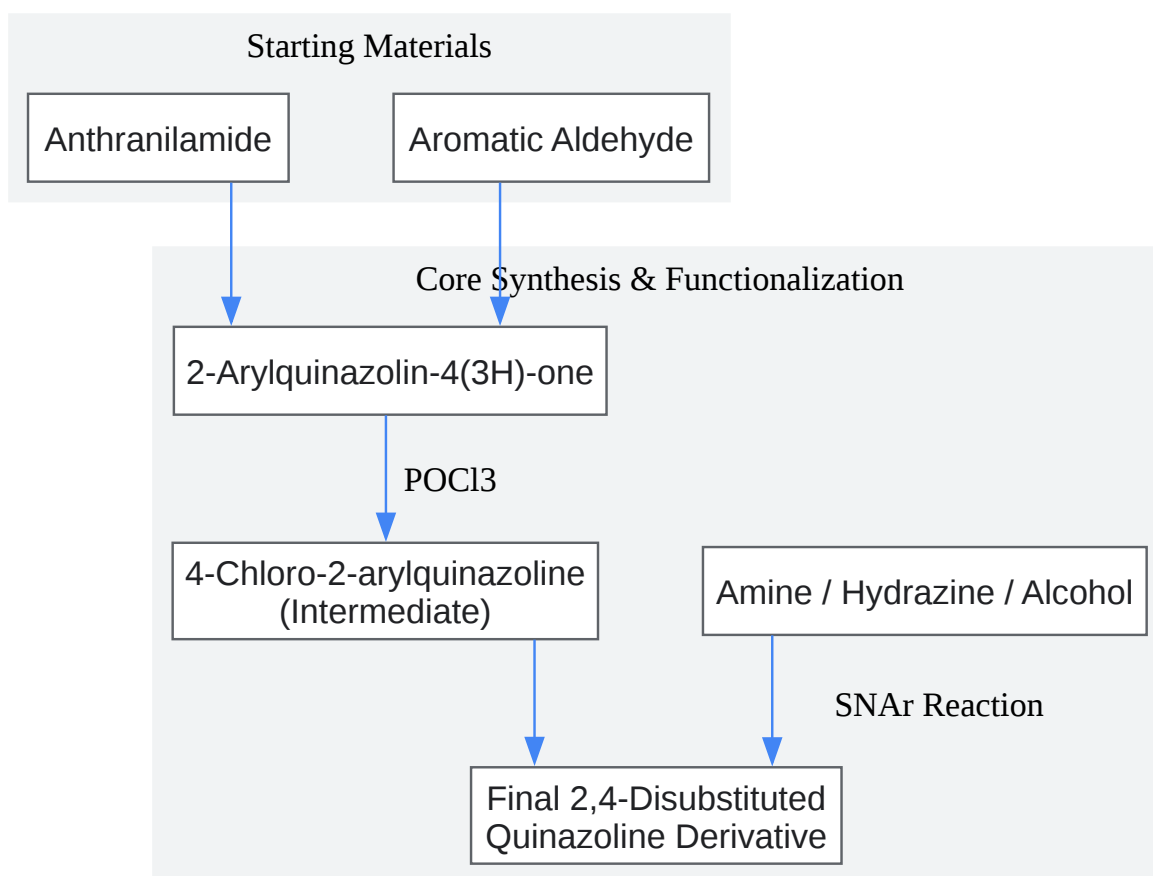 Starting Materials
Anthranilamide
Aromatic Aldehyde
Core Synthesis & Functionalization
2-Arylquinazolin-4(3H)-one
POCl3
4-Chloro-2-arylquinazoline
(Intermediate)
Amine / Hydrazine / Alcohol
SNAr Reaction
Final 2,4-Disubstituted
Quinazoline Derivative